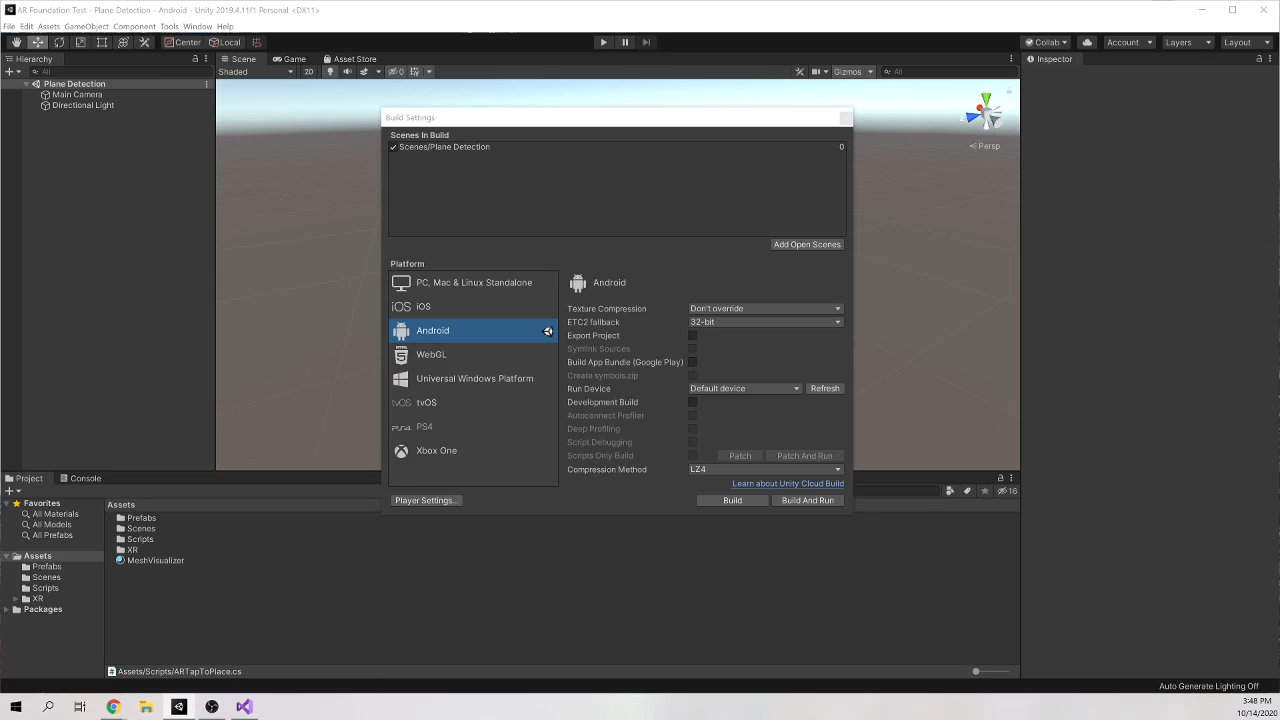 AR Foundation Test - Plane Detection - Android - Unity 2019.4.11f1 Personal <DX11>
File Edit Assets GameObject Component Tools Window Help
Center Local Collab Account Layers Layout
Hierarchy Scene Game Asset Store Inspector
All Shaded 2D 0 Gizmos All
Plane Detection
Main Camera
Directional Light
Z
Persp
Build Settings
Scenes In Build
Scenes/Plane Detection 0
Add Open Scenes
Platform
PC, Mac & Linux Standalone
iOS iOS
Android
WebGL
Universal Windows Platform
tvOS tvOS
PS4 PS4
Xbox One
Player Settings...
Android
Texture Compression Don't override
ETC2 fallback 32-bit
Export Project
Symlink Sources
Build App Bundle (Google Play)
Create symbols.zip
Run Device Default device Refresh
Development Build
Autoconnect Profiler
Deep Profiling
Script Debugging
Scripts Only Build Patch Patch And Run
Compression Method LZ4
Learn about Unity Cloud Build
Build Build And Run
Project Console
16
Favorites
All Materials
All Models
All Prefabs
Assets
Prefabs
Scenes
Scripts
XR
Packages
Assets
Prefabs
Scenes
Scripts
XR
MeshVisualizer
Assets/Scripts/ARTapToPlace.cs
Auto Generate Lighting Off
3:48 PM
10/14/2020